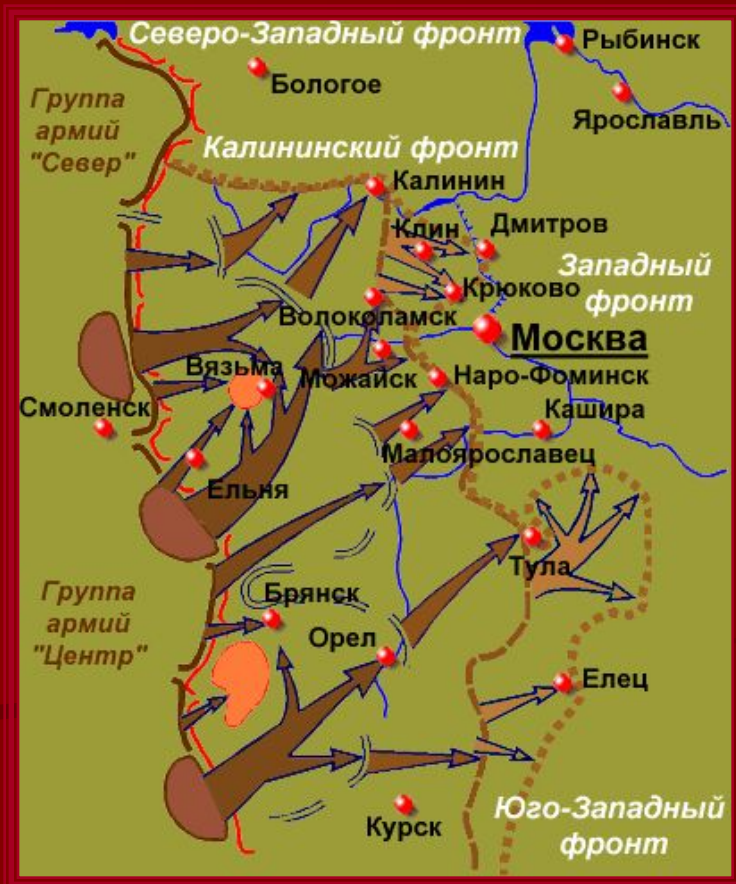 Северо-Западный фронт
Рыбинск
Бологое
Ярославль
Группа
армий
"Север"
Калининский фронт
Калинин
Клин
Дмитров
Западный
фронт
Крюково
Волоколамск
Москва
Вязьма
Можайск
Наро-Фоминск
Смоленск
Кашира
Малоярославец
Ельня
Тула
Группа
армий
"Центр"
Брянск
Орел
Елец
Юго-Западный
фронт
Курск